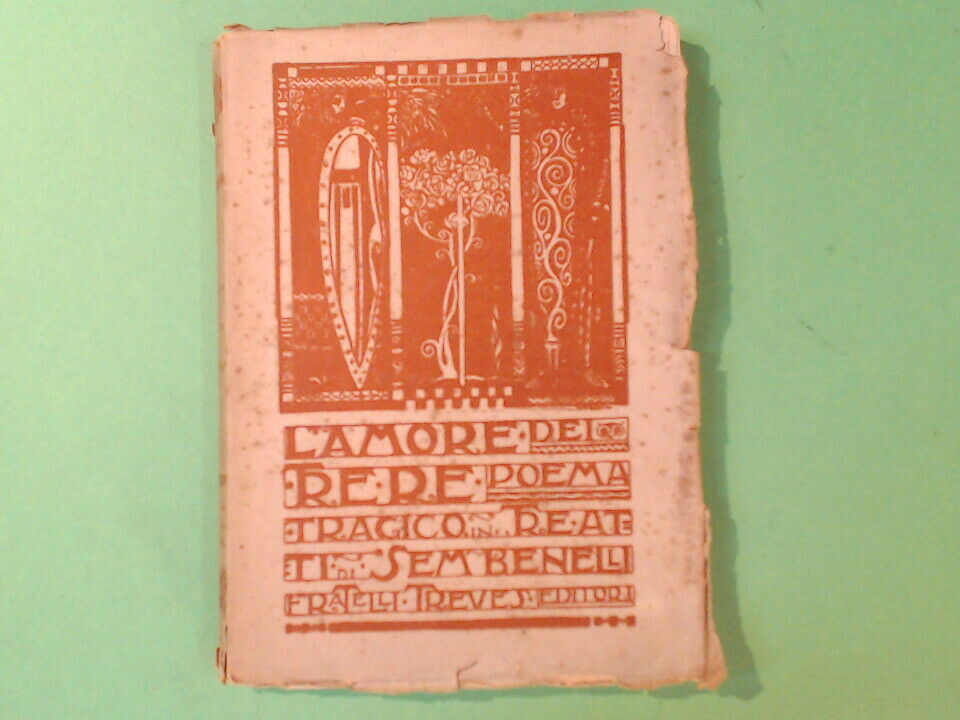 L'AMORE·DEI
TRE·RE·POEMA
TRAGICO IN TRE·AT
TI DI SEM BENELLI
FRATELLI·TREVES·EDITORI